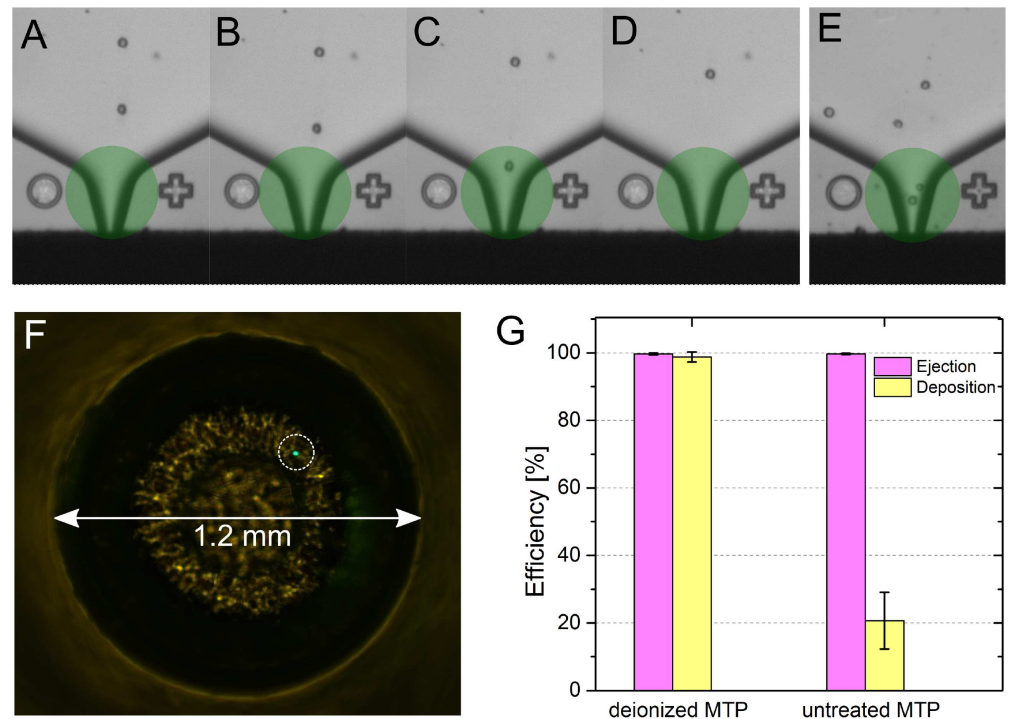 A
B
C
D
E
F
1.2 mm
G
Efficiency [%]
100
80
60
40
20
0
Ejection
Deposition
deionized MTP
untreated MTP